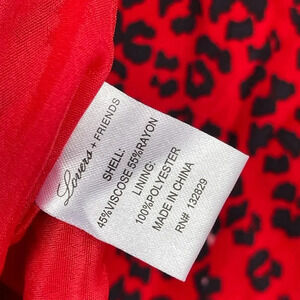 Lovers + FRIENDS
SHELL:
45%VISCOSE 55%RAYON
LINING:
100%POLYESTER
MADE IN CHINA
RN# 132829